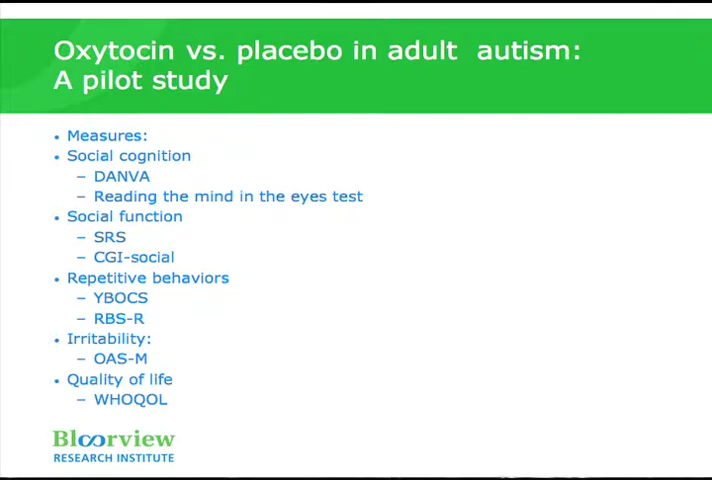 Oxytocin vs. placebo in adult autism:
A pilot study
• Measures:
• Social cognition
– DANVA
– Reading the mind in the eyes test
• Social function
– SRS
– CGI-social
• Repetitive behaviors
– YBOCS
– RBS-R
• Irritability:
– OAS-M
• Quality of life
– WHOQOL
Bloorview
RESEARCH INSTITUTE